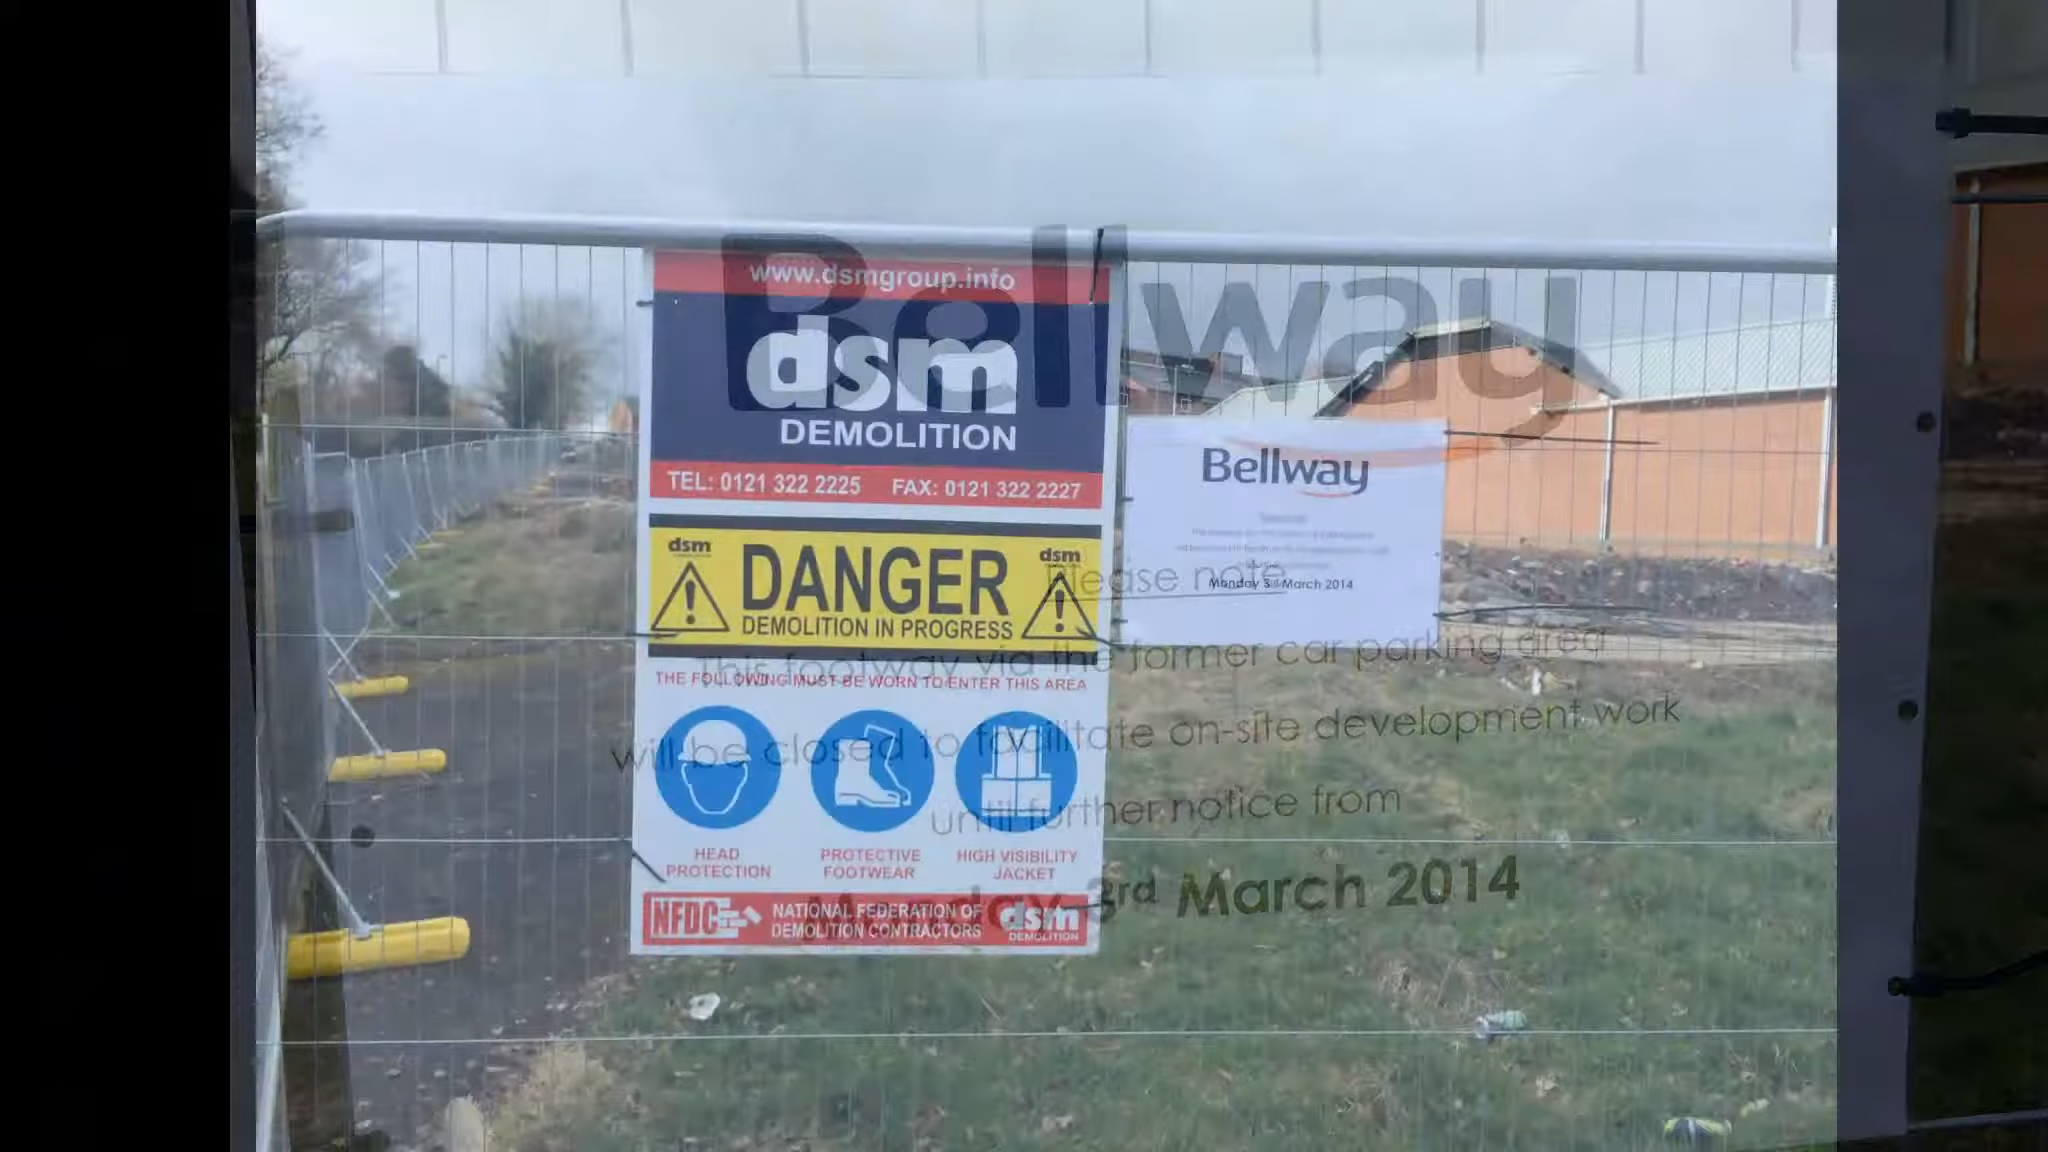 www.dsmgroup.info
dsm
DEMOLITION
TEL: 0121 322 2225 FAX: 0121 322 2227
dsm
DANGER
dsm
DEMOLITION IN PROGRESS
THE FOLLOWING MUST BE WORN TO ENTER THIS AREA
HEAD
PROTECTION
PROTECTIVE
FOOTWEAR
HIGH VISIBILITY
JACKET
NFDC
NATIONAL FEDERATION OF
DEMOLITION CONTRACTORS
dsm
DEMOLITION
Bellway
Monday 3rd March 2014
Bellway
Please note
This footway via the former car parking area
will be closed to facilitate on-site development work
until further notice from
Monday 3rd March 2014